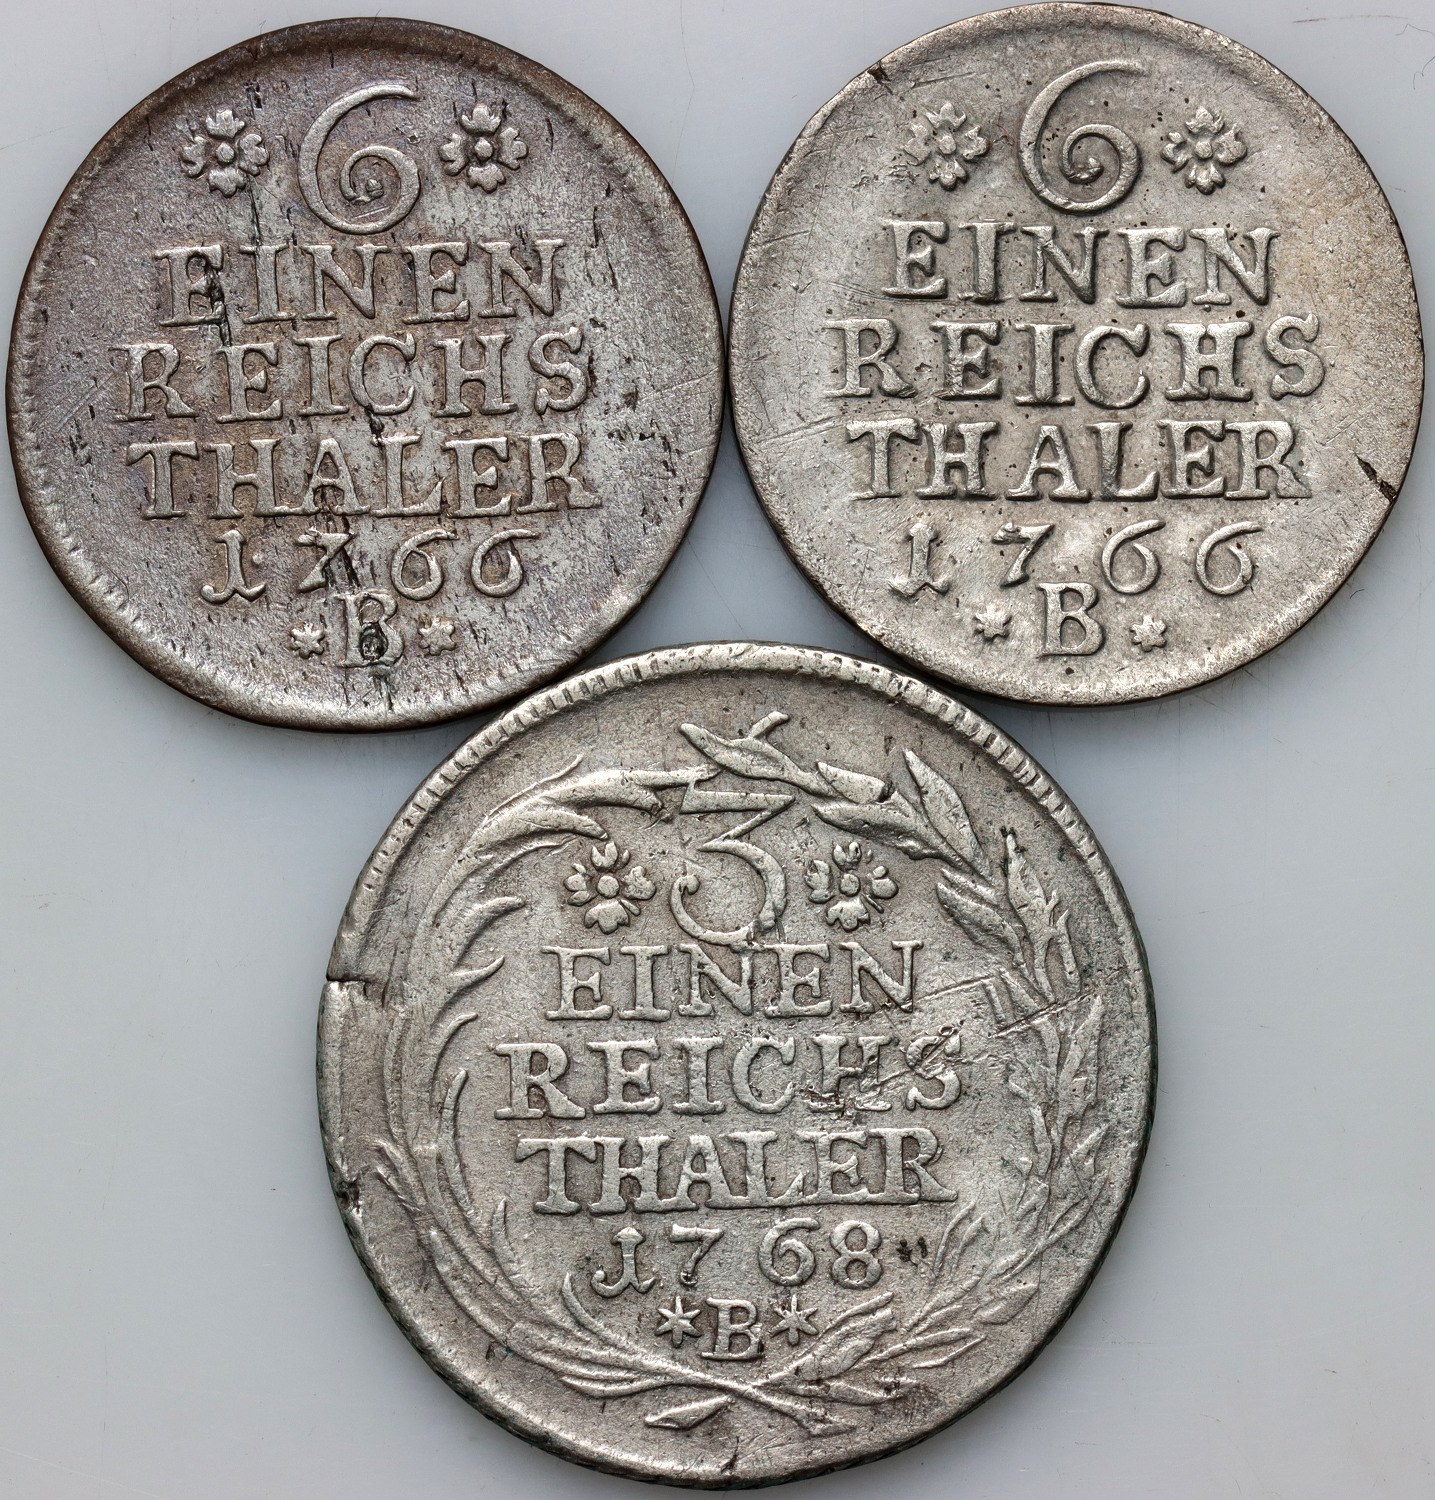 6
EINEN
REICHS
THALER
1766
B
6
EINEN
REICHS
THALER
1766
B
3
EINEN
REICHS
THALER
1768
*B*